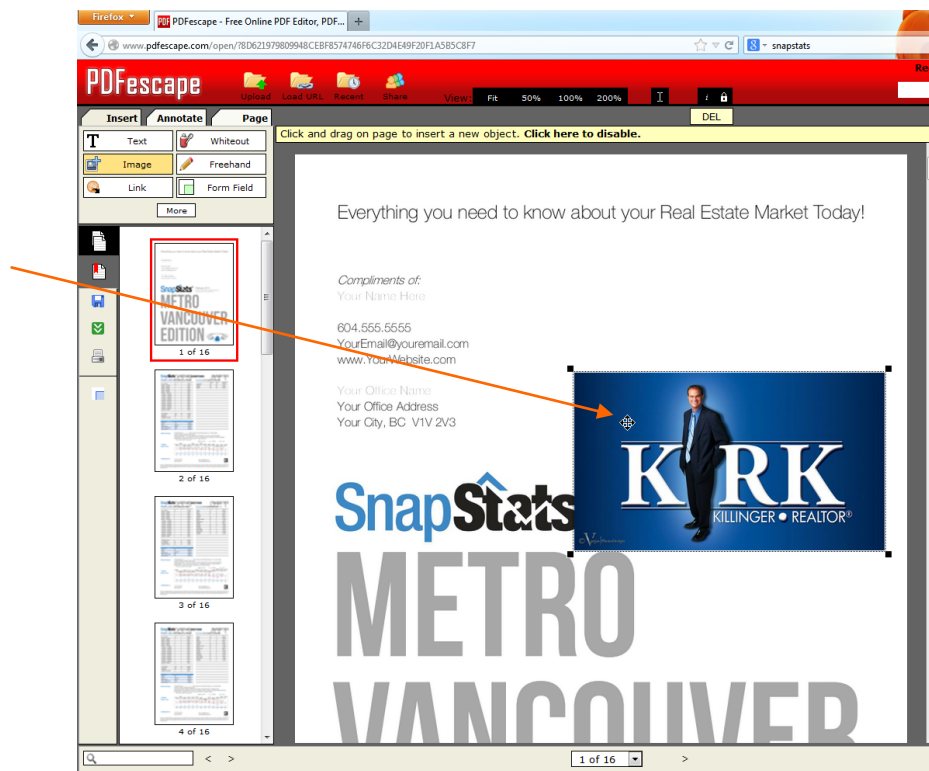 Firefox
PDF PDFescape - Free Online PDF Editor, PDF... +
www.pdfescape.com/open/?8D621979809948CEBF8574746F6C32D4E49F20F1A5B5C8F7
8 snapstats
PDFescape
Upload Load URL Recent Share View: Fit 50% 100% 200% I i
Re
DEL
Insert Annotate Page
Click and drag on page to insert a new object. Click here to disable.
T Text Whiteout
Image Freehand
Link Form Field
More
Everything you need to know about your Real Estate Market Today!
Compliments of:
Your Name Here
604.555.5555
YourEmail@youremail.com
www.YourWebsite.com
Your Office Name
Your Office Address
Your City, BC V1V 2V3
KIRK
KILLINGER • REALTOR®
SnapStats
METRO
VANCOUVER
SnapStats
METRO
VANCOUVER
EDITION
1 of 16
2 of 16
3 of 16
4 of 16
< >
1 of 16
>